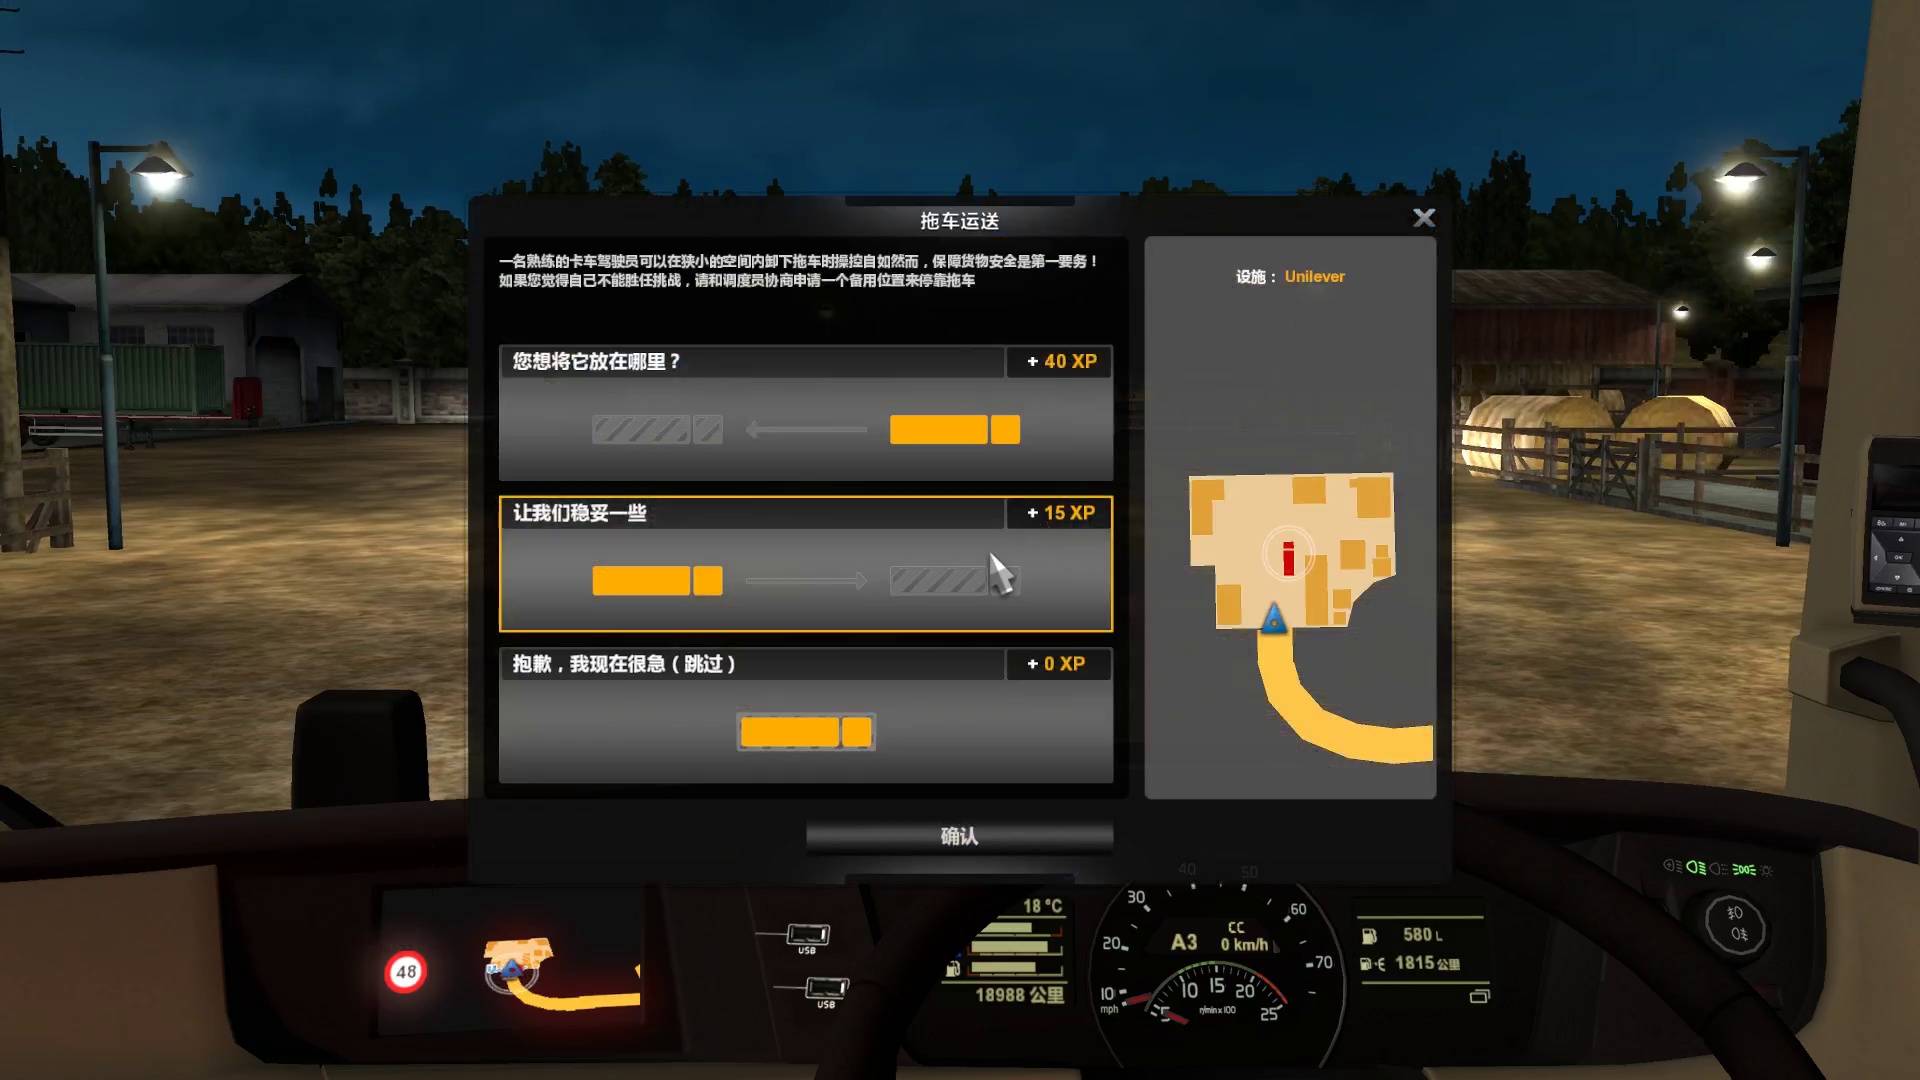 拖车运送
一名熟练的卡车驾驶员可以在狭小的空间内卸下拖车时操控自如然而，保障货物安全是第一要务！
如果您觉得自己不能胜任挑战，请和调度员协商申请一个备用位置来停靠拖车
设施： Unilever
您想将它放在哪里？ + 40 XP
让我们稳妥一些 + 15 XP
抱歉，我现在很急（跳过） + 0 XP
确认
48
USB
USB
18 °C
18988 公里
10 20 30 40 50 60 70
mph
CC
A3 0 km/h
5 10 15 20 25
r/min x 100
580 L
1815 公里